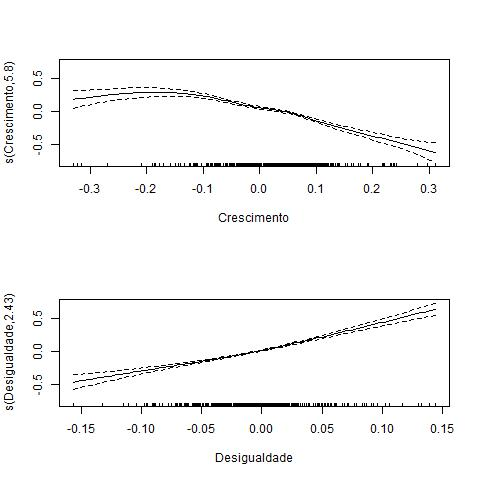 s(Crescimento,5.8)
0.5
0.0
-0.5
-0.3 -0.2 -0.1 0.0 0.1 0.2 0.3
Crescimento
s(Desigualdade,2.43)
0.5
0.0
-0.5
-0.15 -0.10 -0.05 0.00 0.05 0.10 0.15
Desigualdade